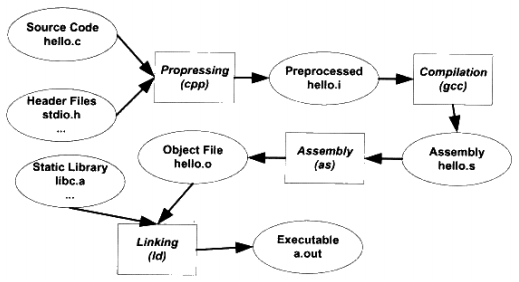 Source Code
hello.c
Propressing
(cpp)
Preprocessed
hello.i
Compilation
(gcc)
Header Files
stdio.h
...
Static Library
libc.a
...
Object File
hello.o
Assembly
(as)
Assembly
hello.s
Linking
(ld)
Executable
a.out